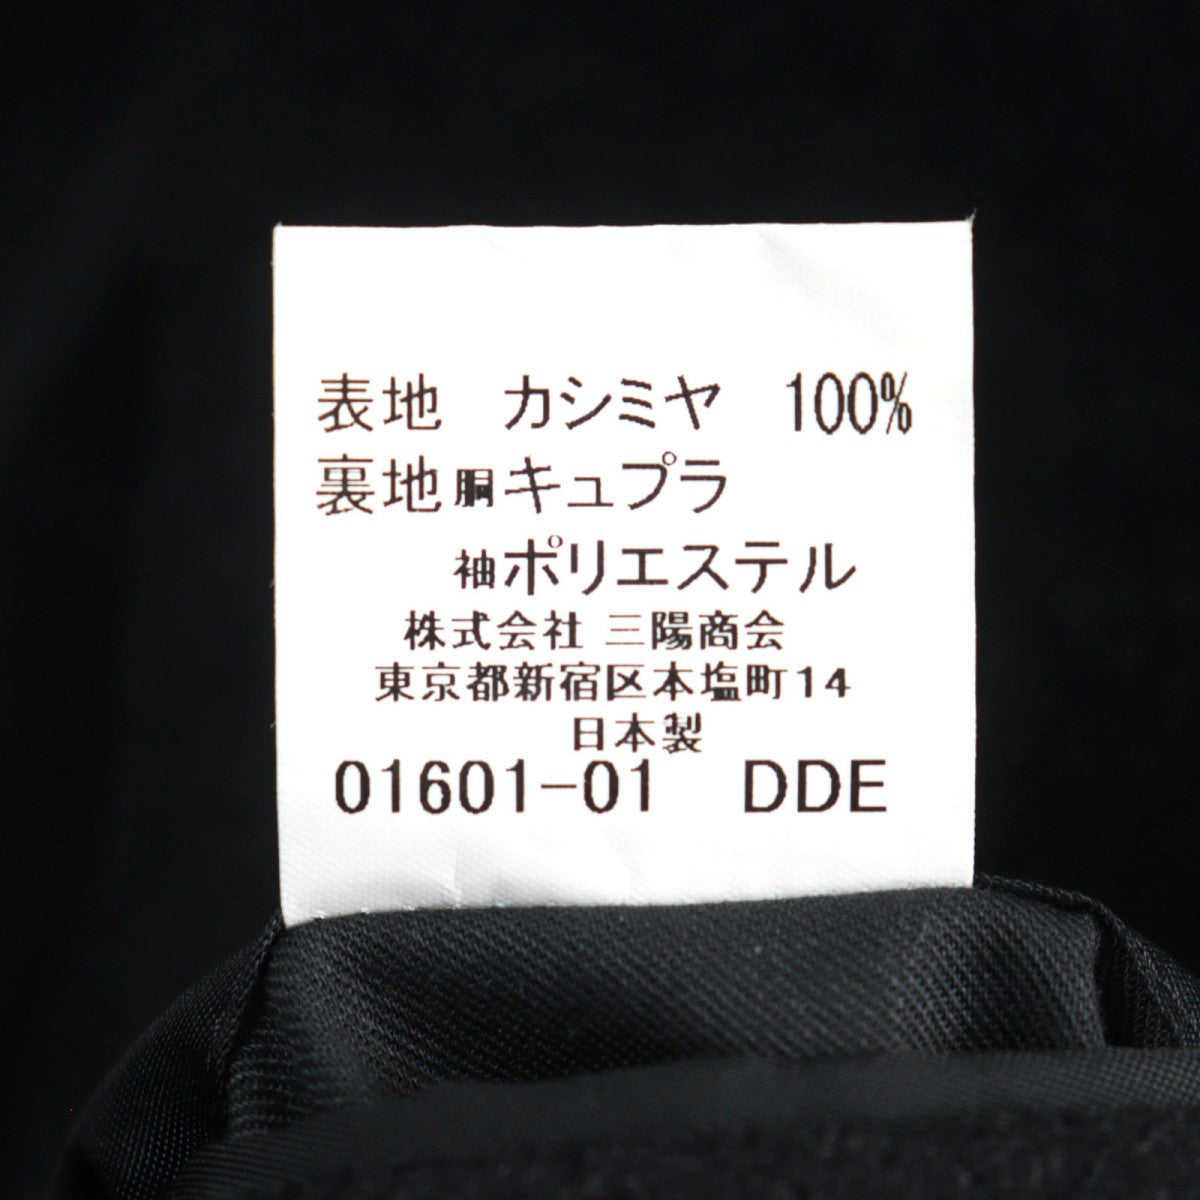 表地 カシミヤ 100%
裏地 胴キュプラ
袖ポリエステル
株式会社 三陽商会
東京都新宿区本塩町14
日本製
01601-01 DDE